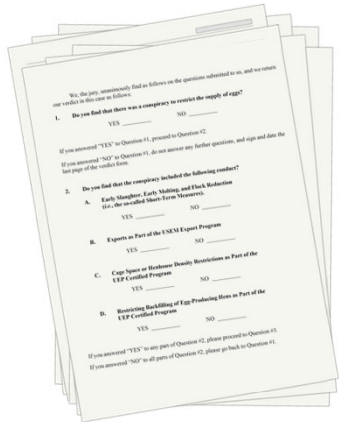 We, the jury, unanimously find as follows on the questions submitted to us, and we return
our verdict in this case as follows:
1. Do you find that there was a conspiracy to restrict the supply of eggs?
YES ________ NO ________
If you answered "YES" to Question #1, proceed to Question #2.
If you answered "NO" to Question #1, do not answer any further questions, and sign and date the
last page of the verdict form.
2. Do you find that the conspiracy included the following conduct?
A. Early Slaughter, Early Molting, and Flock Reduction
(i.e., the so-called Short-Term Measures).
YES ________ NO ________
B. Exports as Part of the USEM Export Program
YES ________ NO ________
C. Cage Space or Henhouse Density Restrictions as Part of the
UEP Certified Program
YES ________ NO ________
D. Restricting Backfilling of Egg-Producing Hens as Part of the
UEP Certified Program
YES ________ NO ________
If you answered "YES" to any part of Question #2, please proceed to Question #3.
If you answered "NO" to all parts of Question #2, please go back to Question #1.